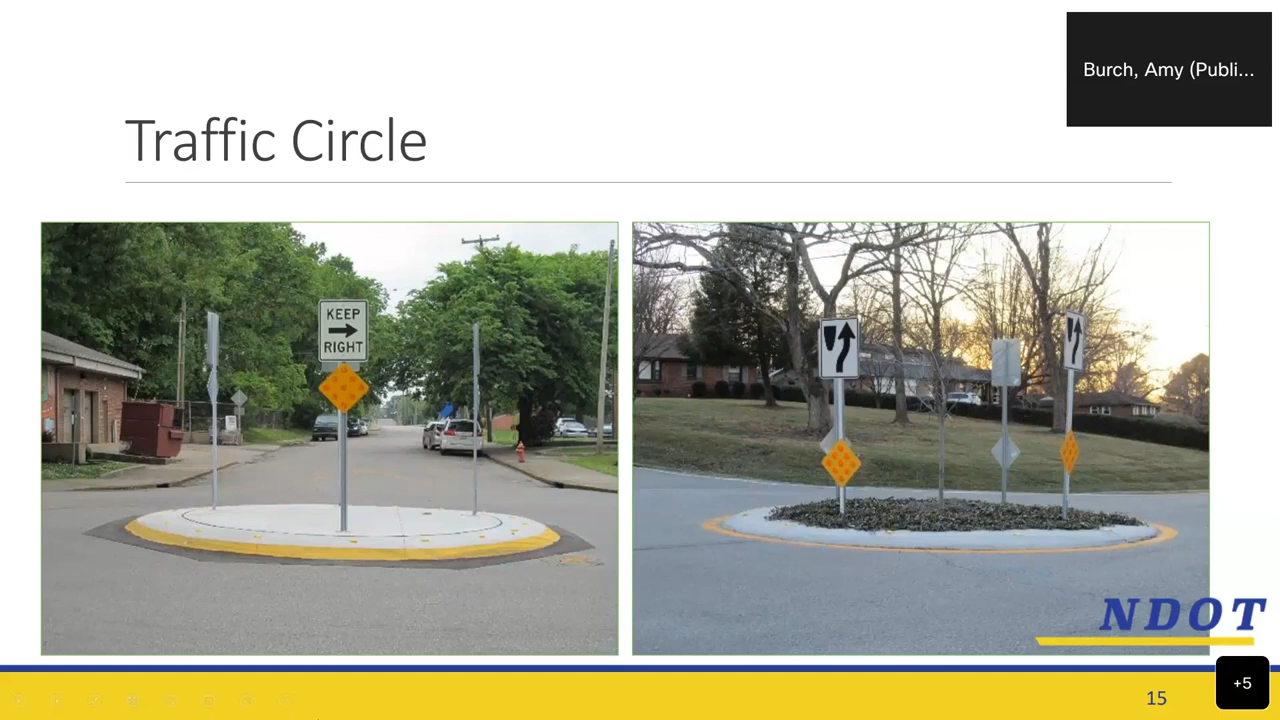 Burch, Amy (Publi...
Traffic Circle
KEEP
RIGHT
NDOT
15
+5